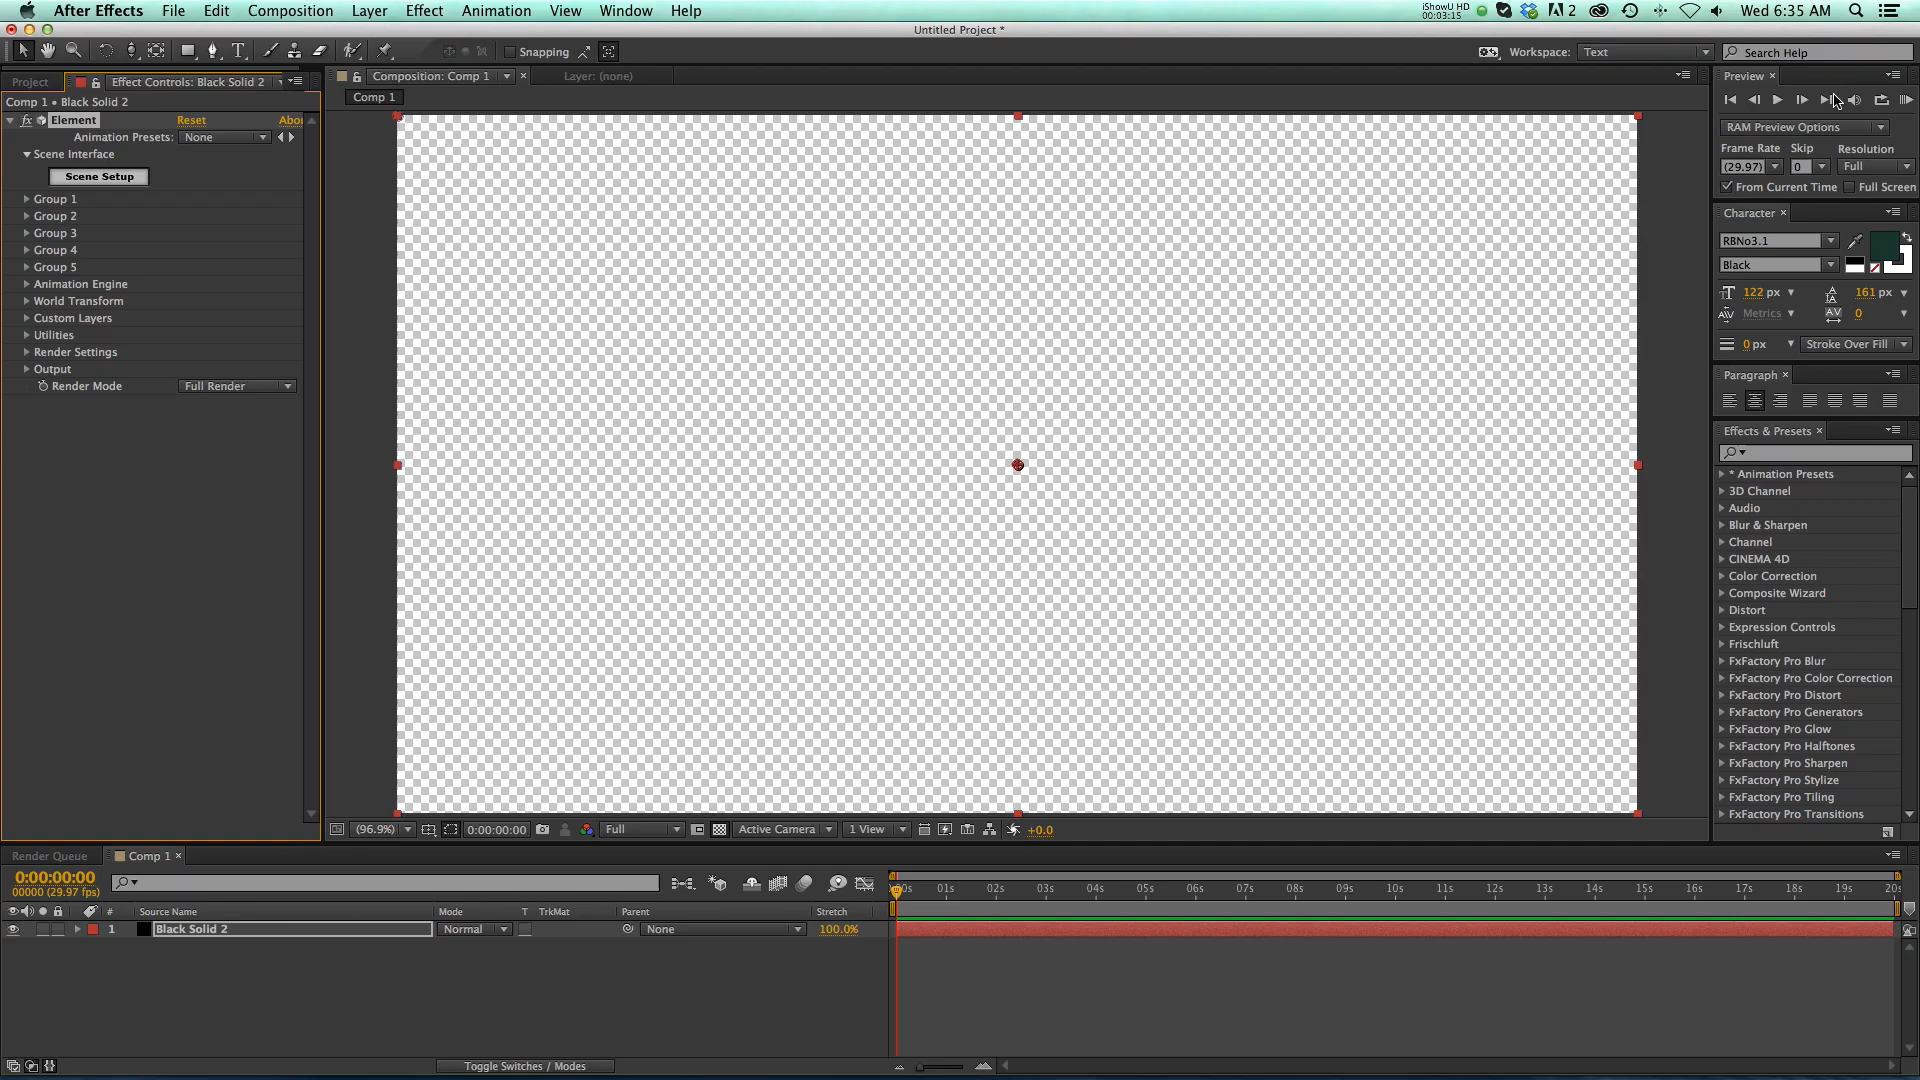 After Effects File Edit Composition Layer Effect Animation View Window Help iShowU HD 00:03:15 2 Wed 6:35 AM
Untitled Project *
T Snapping Workspace: Text Search Help
Project Effect Controls: Black Solid 2 Composition: Comp 1 × Layer: (none) Preview ×
Comp 1 • Black Solid 2
Comp 1
fx Element Reset Abou
Animation Presets: None
Scene Interface
Scene Setup
Group 1
Group 2
Group 3
Group 4
Group 5
Animation Engine
World Transform
Custom Layers
Utilities
Render Settings
Output
Render Mode Full Render
RAM Preview Options
Frame Rate Skip Resolution
(29.97) 0 Full
From Current Time Full Screen
Character ×
RBNo3.1
Black
122 px 161 px
Metrics AV 0
0 px Stroke Over Fill
Paragraph ×
Effects & Presets ×
* Animation Presets
3D Channel
Audio
Blur & Sharpen
Channel
CINEMA 4D
Color Correction
Composite Wizard
Distort
Expression Controls
Frischluft
FxFactory Pro Blur
FxFactory Pro Color Correction
FxFactory Pro Distort
FxFactory Pro Generators
FxFactory Pro Glow
FxFactory Pro Halftones
FxFactory Pro Sharpen
FxFactory Pro Stylize
FxFactory Pro Tiling
FxFactory Pro Transitions
(96.9%) 0:00:00:00 Full Active Camera 1 View +0.0
Render Queue Comp 1 ×
0:00:00:00
00000 (29.97 fps)
00s 01s 02s 03s 04s 05s 06s 07s 08s 09s 10s 11s 12s 13s 14s 15s 16s 17s 18s 19s 20s
# Source Name Mode T TrkMat Parent Stretch
1 Black Solid 2 Normal None 100.0%
Toggle Switches / Modes